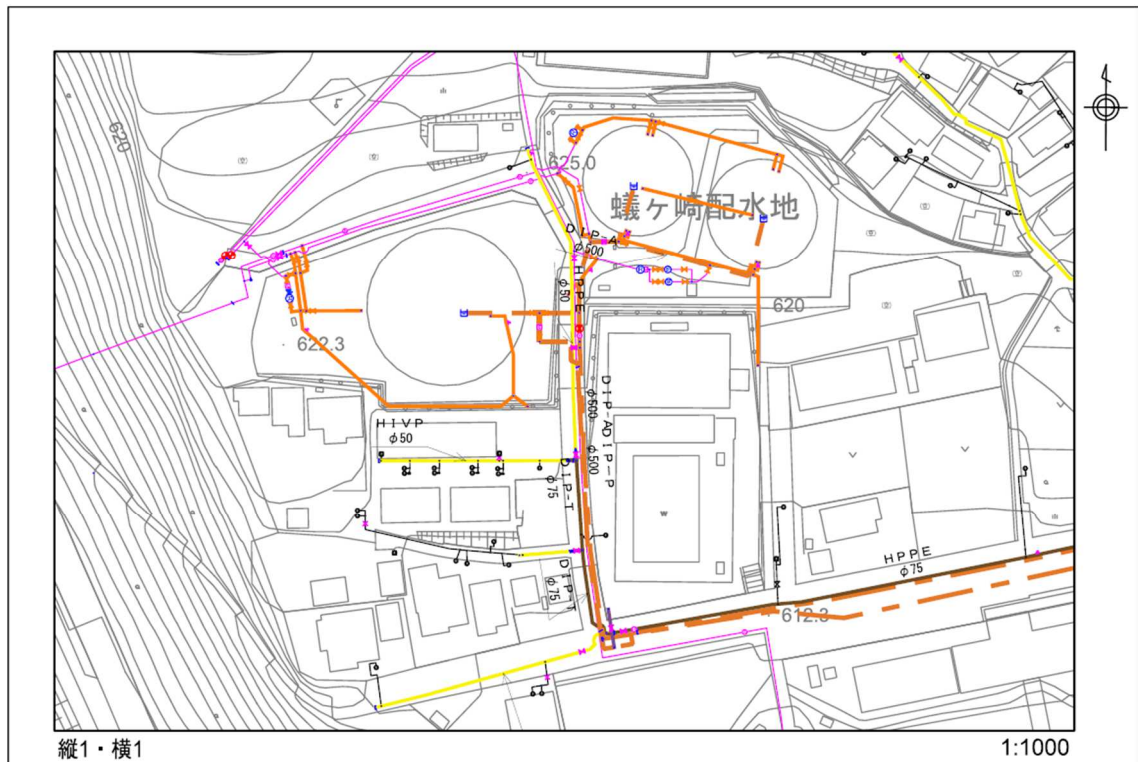 620
625.0
蟻ヶ崎配水地
DIP-A
φ500
HPPE
φ50
620
622.3
DIP-A
φ500
DIP-P
φ500
HIVP
φ50
DIP-T
φ75
DIP-T
φ75
HPPE
φ75
612.3
縦1・横1
1:1000